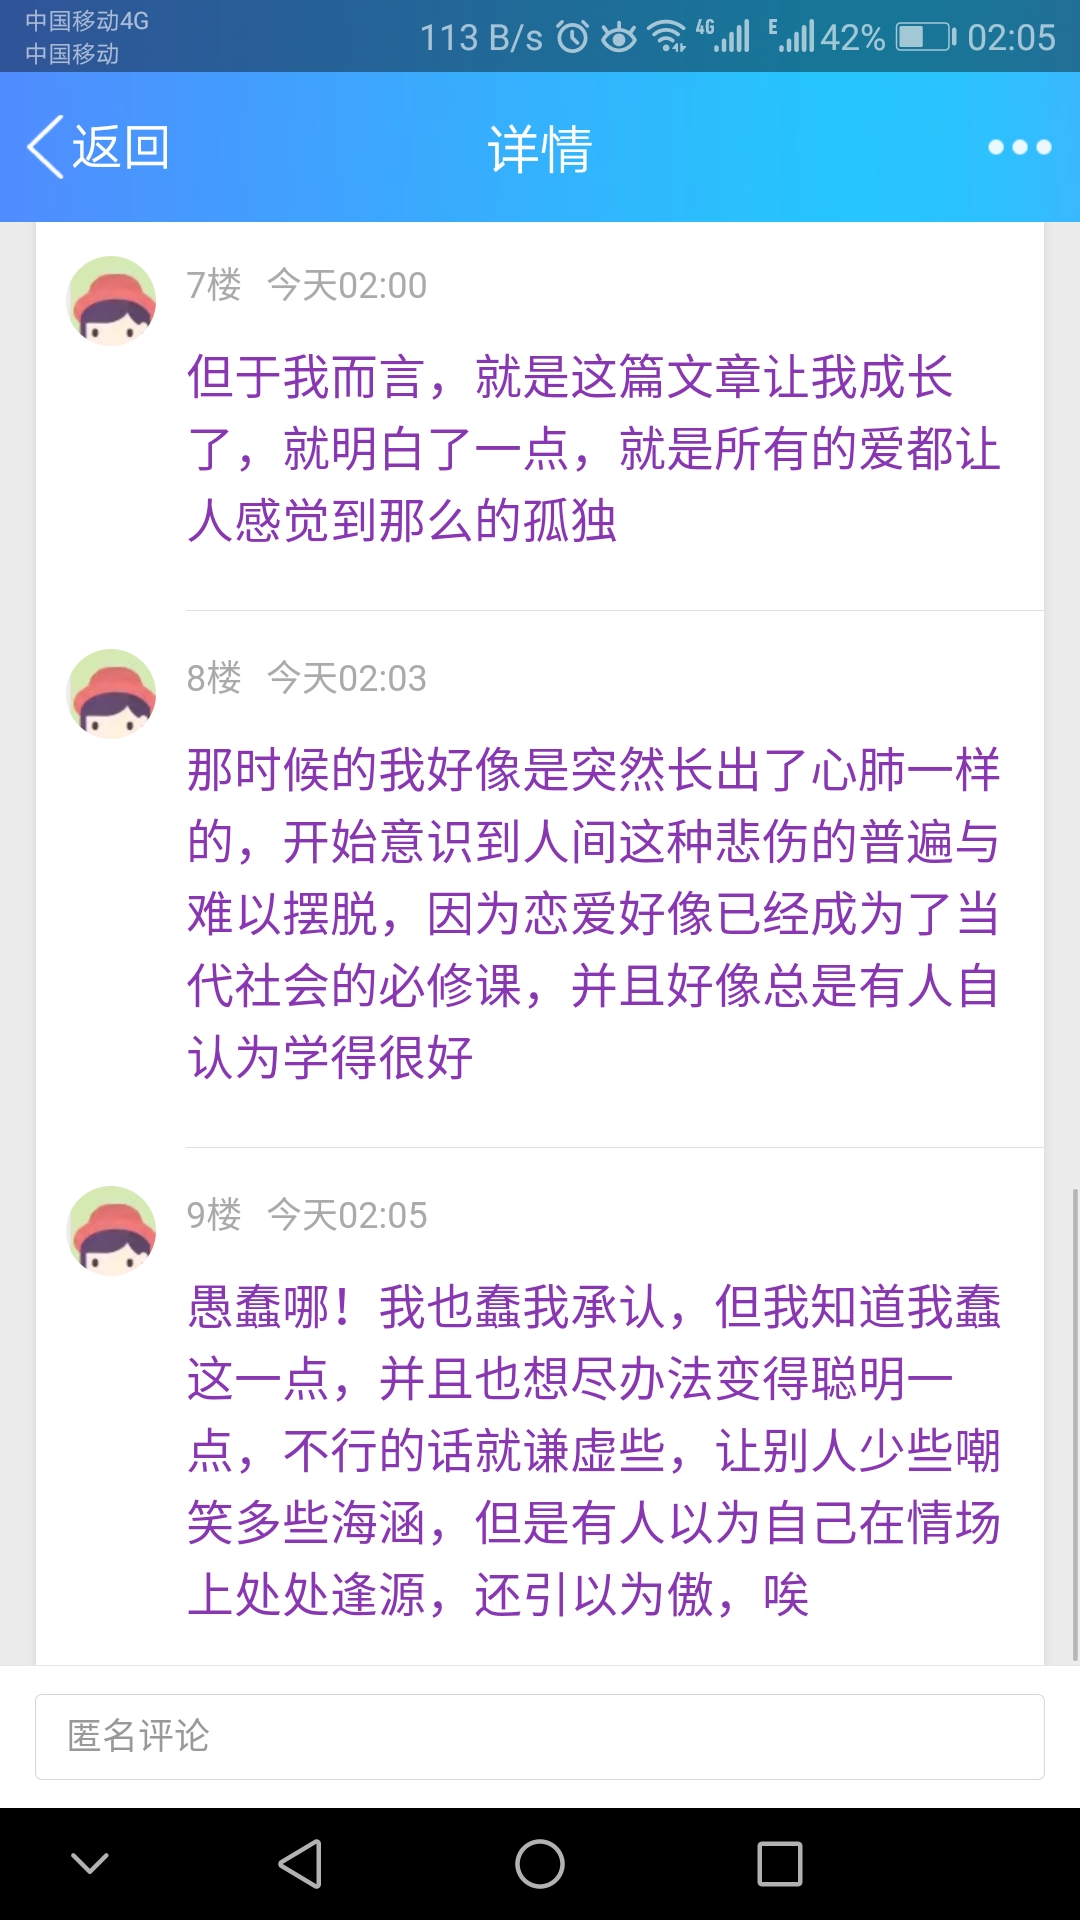 中国移动4G
中国移动
113 B/s 4G E 42% 02:05
返回 详情
7楼 今天02:00
但于我而言，就是这篇文章让我成长
了，就明白了一点，就是所有的爱都让
人感觉到那么的孤独
8楼 今天02:03
那时候的我好像是突然长出了心肺一样
的，开始意识到人间这种悲伤的普遍与
难以摆脱，因为恋爱好像已经成为了当
代社会的必修课，并且好像总是有人自
认为学得很好
9楼 今天02:05
愚蠢哪！我也蠢我承认，但我知道我蠢
这一点，并且也想尽办法变得聪明一
点，不行的话就谦虚些，让别人少些嘲
笑多些海涵，但是有人以为自己在情场
上处处逢源，还引以为傲，唉
匿名评论